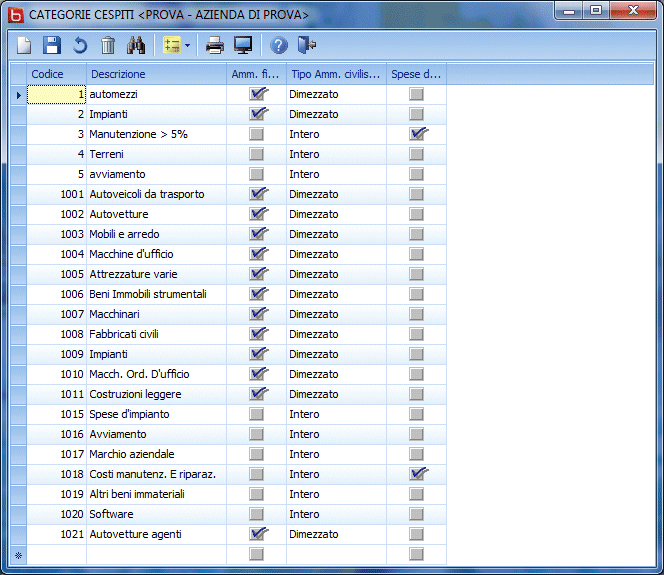 CATEGORIE CESPITI <PROVA - AZIENDA DI PROVA>
Codice Descrizione Amm. fi... Tipo Amm. civilis... Spese d...
1 automezzi Dimezzato
2 Impianti Dimezzato
3 Manutenzione > 5% Intero
4 Terreni Intero
5 avviamento Intero
1001 Autoveicoli da trasporto Dimezzato
1002 Autovetture Dimezzato
1003 Mobili e arredo Dimezzato
1004 Macchine d'ufficio Dimezzato
1005 Attrezzature varie Dimezzato
1006 Beni Immobili strumentali Dimezzato
1007 Macchinari Dimezzato
1008 Fabbricati civili Dimezzato
1009 Impianti Dimezzato
1010 Macch. Ord. D'uffico Dimezzato
1011 Costruzioni leggere Dimezzato
1015 Spese d'impianto Intero
1016 Avviamento Intero
1017 Marchio aziendale Intero
1018 Costi manutenz. E riparaz. Intero
1019 Altri beni immateriali Intero
1020 Software Intero
1021 Autovetture agenti Dimezzato